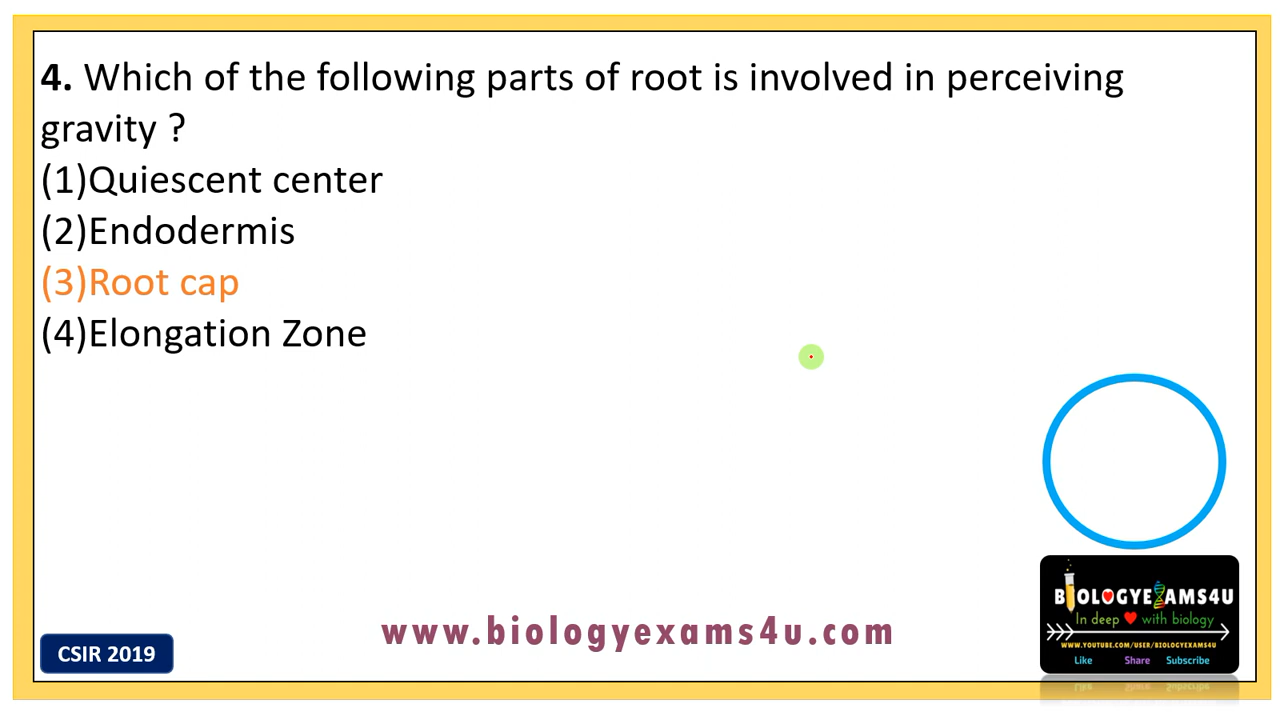 4. Which of the following parts of root is involved in perceiving
gravity ?
(1)Quiescent center
(2)Endodermis
(3)Root cap
(4)Elongation Zone
www.biologyexams4u.com
CSIR 2019
BIOLOGYEXAMS4U
In deep ❤ with biology
WWW.YOUTUBE.COM/USER/BIOLOGYEXAMS4U
Like Share Subscribe